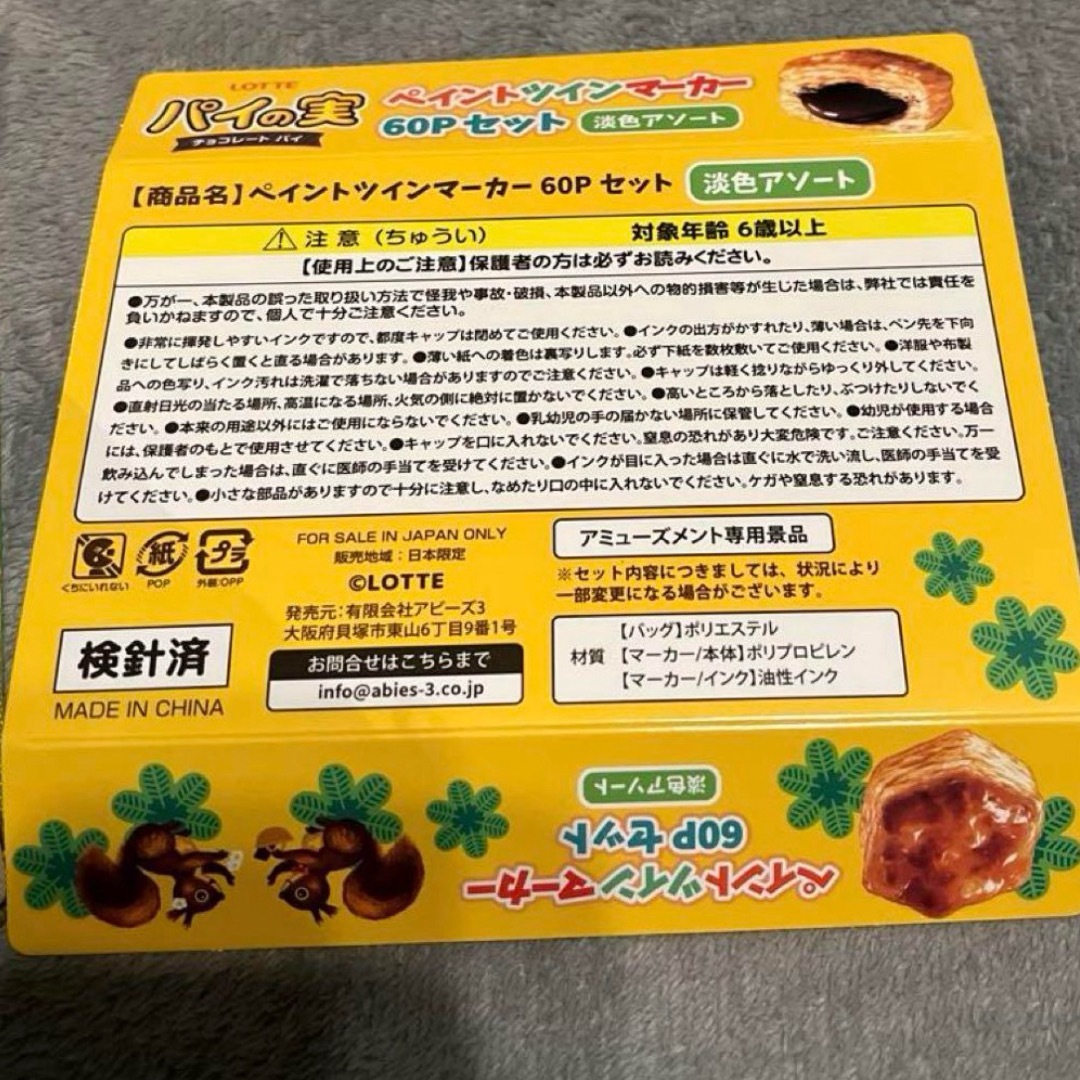 LOTTE
パイの実
チョコレート パイ
ペイントツインマーカー
60P セット 淡色アソート
【商品名】ペイントツインマーカー 60P セット 淡色アソート
⚠ 注意（ちゅうい） 対象年齢 6歳以上
【使用上のご注意】保護者の方は必ずお読みください。
●万が一、本製品の誤った取り扱い方法で怪我や事故・破損、本製品以外への物的損害等が生じた場合は、弊社では責任を
負いかねますので、個人で十分ご注意ください。
●非常に揮発しやすいインクですので、都度キャップは閉めてご使用ください。●インクの出方がかすれたり、薄い場合は、ペン先を下向
きにしてしばらく置くと直る場合があります。●薄い紙への着色は裏写りします。必ず下紙を数枚敷いてご使用ください。●洋服や布製
品への色写り、インク汚れは洗濯で落ちない場合がありますのでご注意ください。●キャップは軽く捻りながらゆっくり外してください。
●直射日光の当たる場所、高温になる場所、火気の側に絶対に置かないでください。●高いところから落としたり、ぶつけたりしないでく
ださい。●本来の用途以外にはご使用にならないでください。●乳幼児の手の届かない場所に保管してください。●幼児が使用する場合
には、保護者のもとで使用させてください。●キャップを口に入れないでください。窒息の恐れがあり大変危険です。ご注意ください。万一
飲み込んでしまった場合は、直ぐに医師の手当てを受けてください。●インクが目に入った場合は直ぐに水で洗い流し、医師の手当てを受
けてください。●小さな部品がありますので十分に注意し、なめたり口の中に入れないでください。ケガや窒息する恐れがあります。
くちにいれない
紙
POP
プラ
外袋:OPP
FOR SALE IN JAPAN ONLY
販売地域：日本限定
©LOTTE
発売元：有限会社アビーズ3
大阪府貝塚市東山6丁目9番1号
お問合せはこちらまで
info@abies-3.co.jp
検針済
MADE IN CHINA
アミューズメント専用景品
※セット内容につきましては、状況により
一部変更になる場合がございます。
材質
【バッグ】ポリエステル
【マーカー/本体】ポリプロピレン
【マーカー/インク】油性インク
ペイントツインマーカー
60P セット
淡色アソート